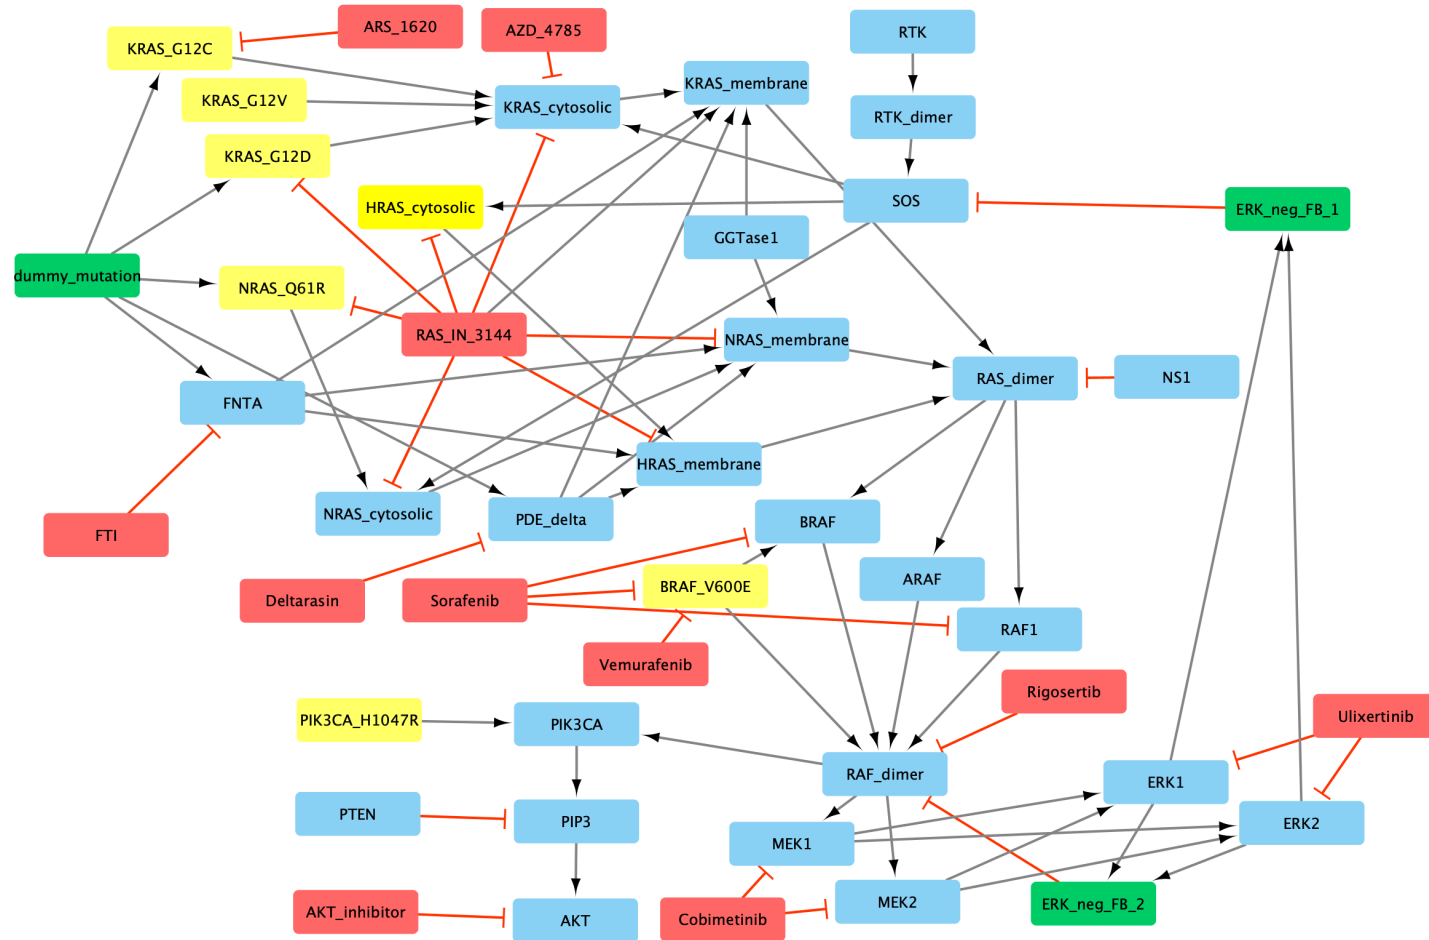 ARS_1620
AZD_4785
RTK
KRAS_G12C
KRAS_membrane
KRAS_G12V
KRAS_cytosolic
RTK_dimer
KRAS_G12D
HRAS_cytosolic
SOS
ERK_neg_FB_1
GGTase1
dummy_mutation
NRAS_Q61R
RAS_IN_3144
NRAS_membrane
RAS_dimer
NS1
FNTA
HRAS_membrane
NRAS_cytosolic
PDE_delta
BRAF
FTI
ARAF
BRAF_V600E
Deltarasin
Sorafenib
RAF1
Vemurafenib
Rigosertib
PIK3CA_H1047R
PIK3CA
Ulixertinib
RAF_dimer
ERK1
PTEN
PIP3
ERK2
MEK1
MEK2
ERK_neg_FB_2
AKT_inhibitor
AKT
Cobimetinib